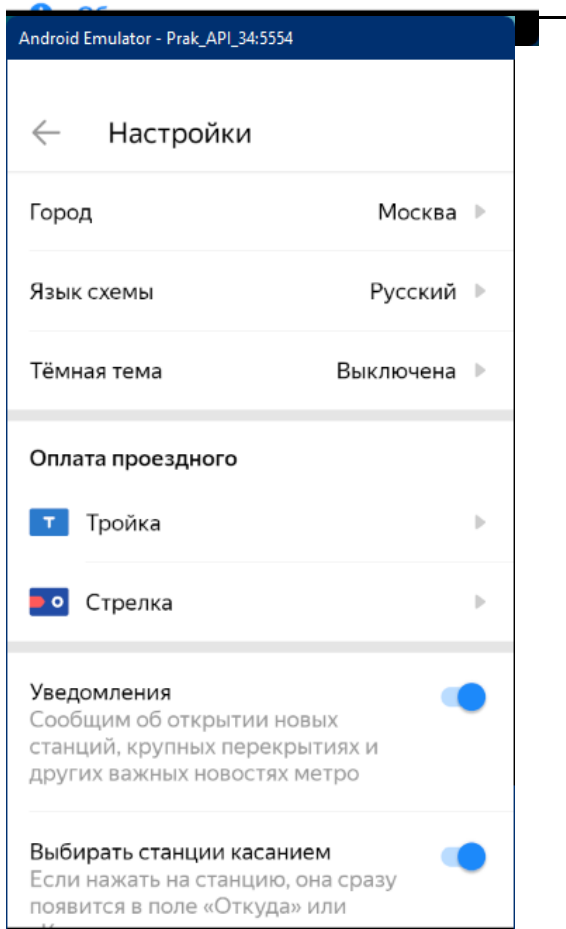 Android Emulator - Prak_API_34:5554
Настройки
Город Москва
Язык схемы Русский
Тёмная тема Выключена
Оплата проездного
Т Тройка
Стрелка
Уведомления
Сообщим об открытии новых
станций, крупных перекрытиях и
других важных новостях метро
Выбирать станции касанием
Если нажать на станцию, она сразу
появится в поле «Откуда» или